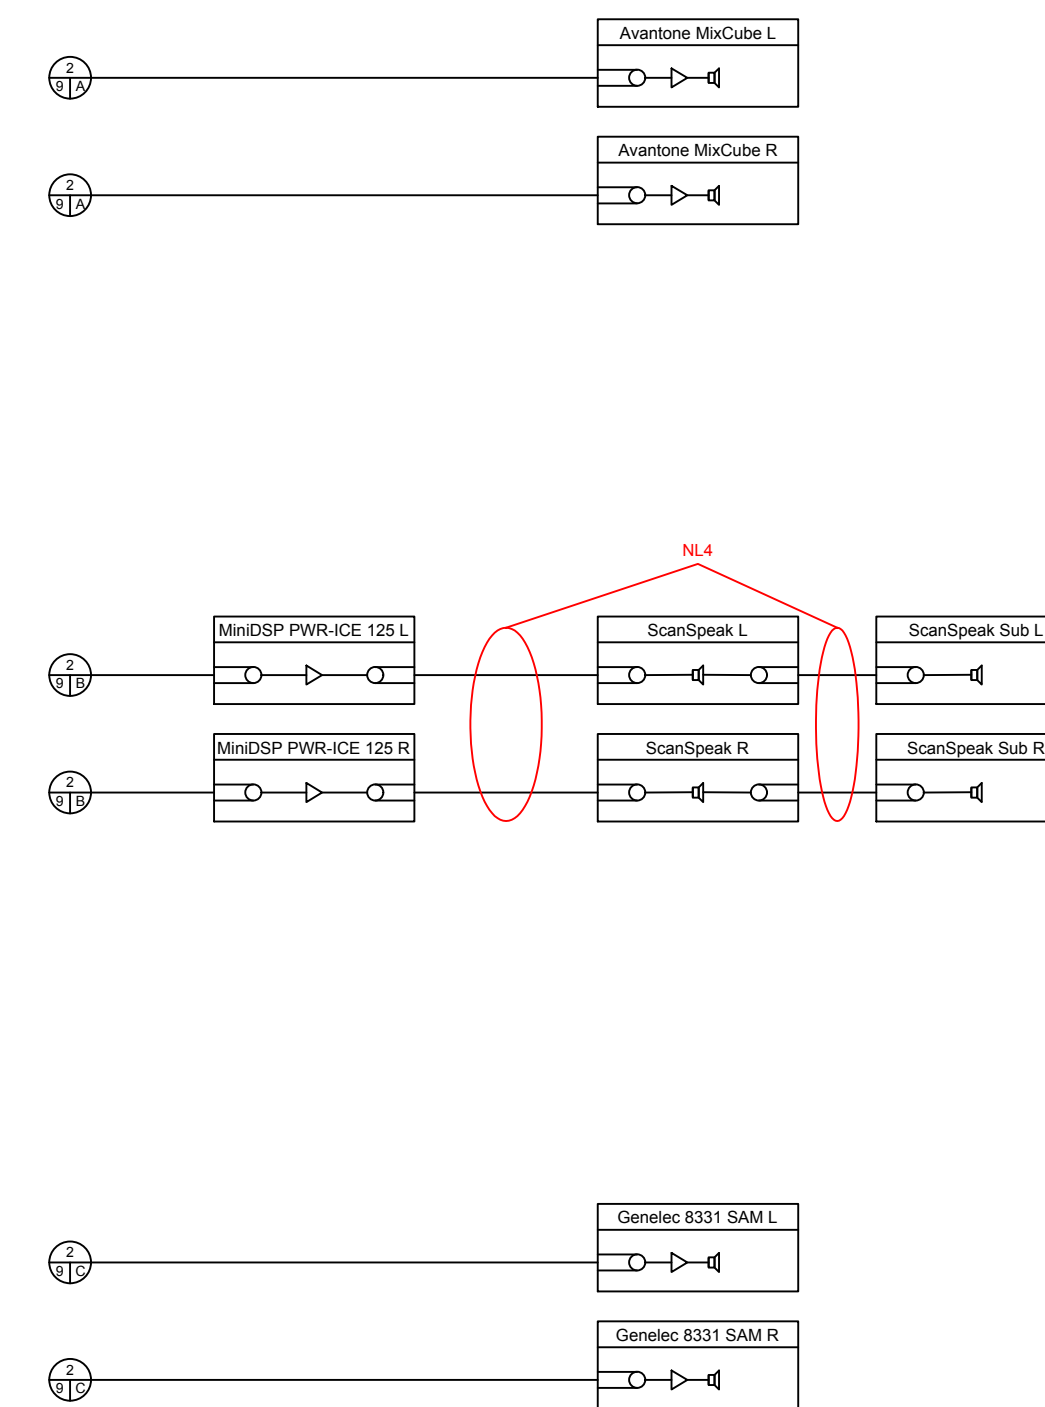 Avantone MixCube L
2
9 A
Avantone MixCube R
2
9 A
NL4
MiniDSP PWR-ICE 125 L
ScanSpeak L
ScanSpeak Sub L
2
9 B
MiniDSP PWR-ICE 125 R
ScanSpeak R
ScanSpeak Sub R
2
9 B
Genelec 8331 SAM L
2
9 C
Genelec 8331 SAM R
2
9 C